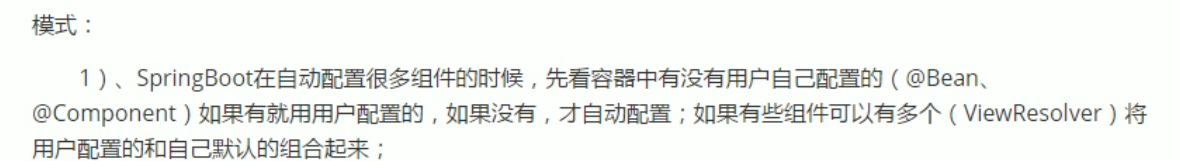 模式：
1）、SpringBoot在自动配置很多组件的时候，先看容器中有没有用户自己配置的（@Bean、
@Component）如果有就用用户配置的，如果没有，才自动配置；如果有些组件可以有多个（ViewResolver）将
用户配置的和自己默认的组合起来；